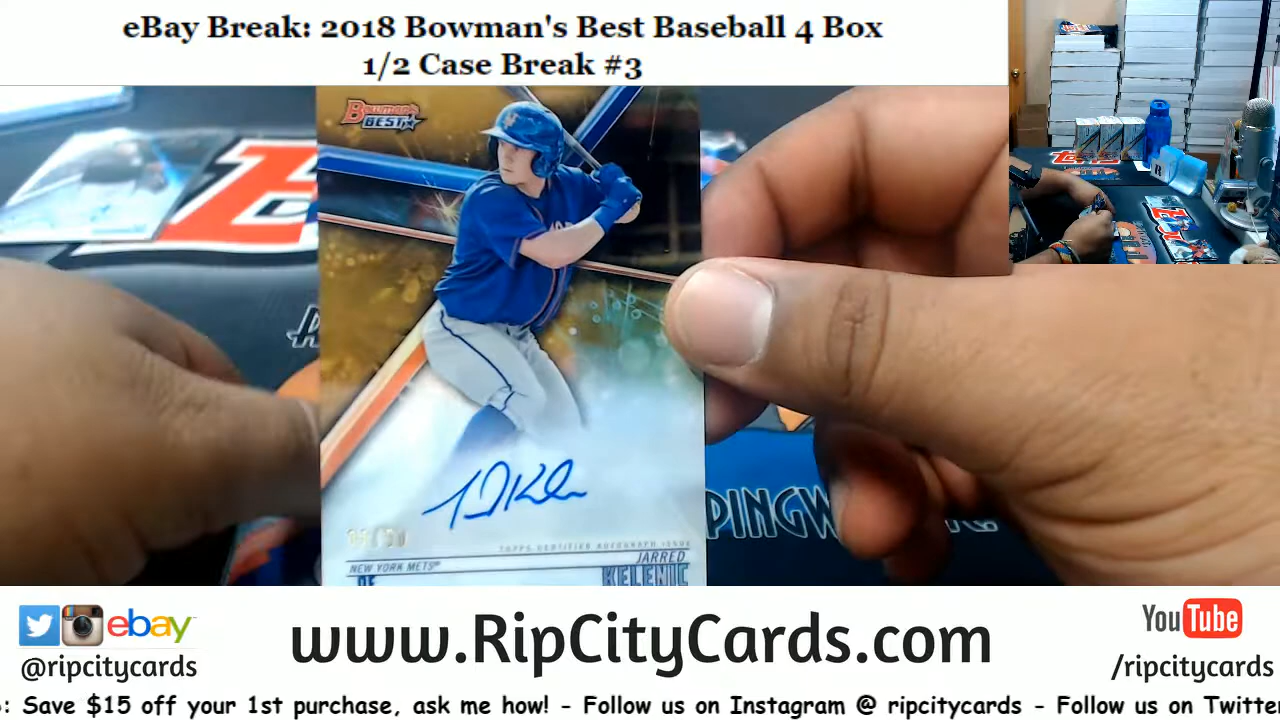 eBay Break: 2018 Bowman's Best Baseball 4 Box
1/2 Case Break #3
Bowman's
BEST
TOPPS CERTIFIED AUTOGRAPH ISSUE
JARRED
NEW YORK METS
KELENIC
OF
PINGW
ebay
www.RipCityCards.com
YouTube
@ripcitycards
/ripcitycards
: Save $15 off your 1st purchase, ask me how! - Follow us on Instagram @ ripcitycards - Follow us on Twitter